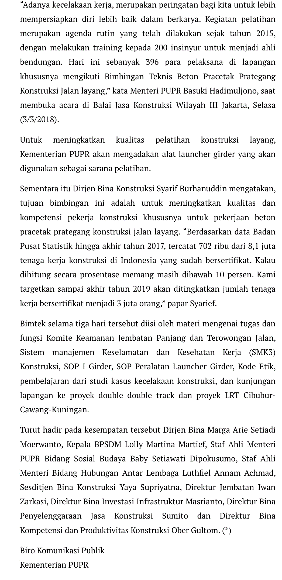 "Adanya kecelakaan kerja, merupakan peringatan bagi kita untuk lebih
mempersiapkan diri lebih baik dalam berkarya. Kegiatan pelatihan
merupakan agenda rutin yang telah dilakukan sejak tahun 2015,
dengan melakukan training kepada 200 insinyur untuk menjadi ahli
bendungan. Hari ini sebanyak 396 para pelaksana di lapangan
khususnya mengikuti Bimbingan Teknis Beton Pracetak Prategang
Konstruksi Jalan layang," kata Menteri PUPR Basuki Hadimuljono, saat
membuka acara di Balai Jasa Konstruksi Wilayah III Jakarta, Selasa
(3/3/2018).
Untuk meningkatkan kualitas pelatihan konstruksi layang,
Kementerian PUPR akan mengadakan alat launcher girder yang akan
digunakan sebagai sarana pelatihan.
Sementara itu Dirjen Bina Konstruksi Syarif Burhanuddin mengatakan,
tujuan bimbingan ini adalah untuk meningkatkan kualitas dan
kompetensi pekerja konstruksi khususnya untuk pekerjaan beton
pracetak prategang konstruksi jalan layang. "Berdasarkan data Badan
Pusat Statistik hingga akhir tahun 2017, tercatat 702 ribu dari 8,1 juta
tenaga kerja konstruksi di Indonesia yang sudah bersertifikat. Kalau
dihitung secara prosentase memang masih dibawah 10 persen. Kami
targetkan sampai akhir tahun 2019 akan ditingkatkan jumlah tenaga
kerja bersertifikat menjadi 3 juta orang," papar Syarief.
Bimtek selama tiga hari tersebut diisi oleh materi mengenai tugas dan
fungsi Komite Keamanan Jembatan Panjang dan Terowongan Jalan,
Sistem manajemen Keselamatan dan Kesehatan Kerja (SMK3)
Konstruksi, SOP I Girder, SOP Peralatan Launcher Girder, Kode Etik,
pembelajaran dari studi kasus kecelakaan konstruksi, dan kunjungan
lapangan ke proyek double double track dan proyek LRT Cibubur-
Cawang-Kuningan.
Turut hadir pada kesempatan tersebut Dirjen Bina Marga Arie Setiadi
Moerwanto, Kepala BPSDM Lolly Martina Martief, Staf Ahli Menteri
PUPR Bidang Sosial Budaya Baby Setiawati Dipokusumo, Staf Ahli
Menteri Bidang Hubungan Antar Lembaga Luthfiel Annam Achmad,
Sesditjen Bina Konstruksi Yaya Supriyatna, Direktur Jembatan Iwan
Zarkasi, Direktur Bina Investasi Infrastruktur Masrianto, Direktur Bina
Penyelenggaraan Jasa Konstruksi Sumito dan Direktur Bina
Kompetensi dan Produktivitas Konstruksi Ober Gultom. (*)
Biro Komunikasi Publik
Kementerian PUPR